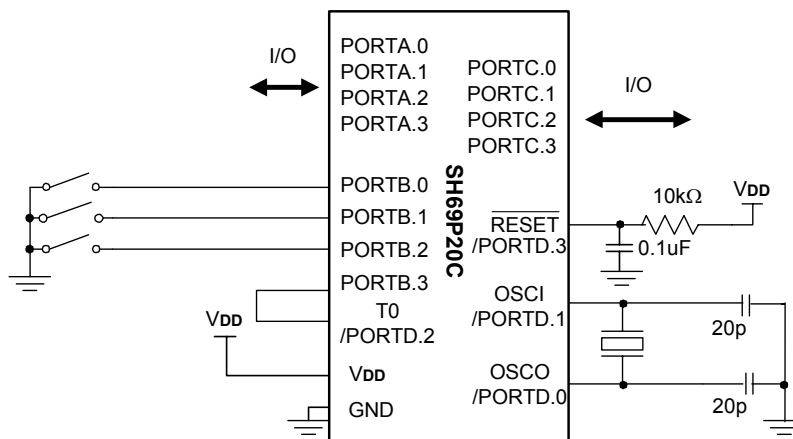 I/O
PORTA.0
PORTA.1
PORTA.2
PORTA.3
PORTB.0
PORTB.1
PORTB.2
PORTB.3
T0
/PORTD.2
VDD
VDD
GND
SH69P20C
PORTC.0
PORTC.1
PORTC.2
PORTC.3
I/O
RESET
/PORTD.3
10kΩ
VDD
0.1uF
OSCI
/PORTD.1
20p
OSCO
/PORTD.0
20p